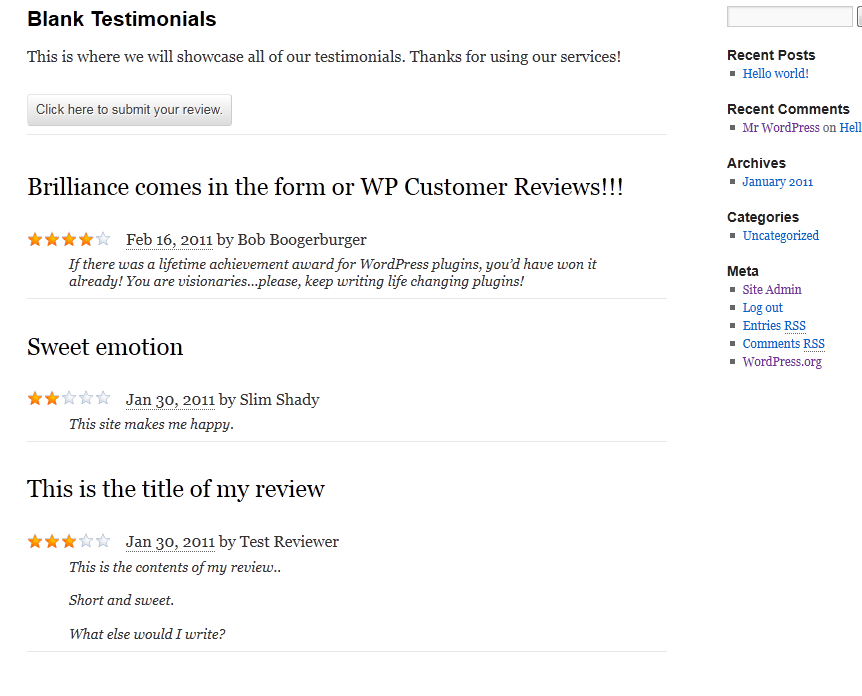 Blank Testimonials
This is where we will showcase all of our testimonials. Thanks for using our services!
Click here to submit your review.
Brilliance comes in the form or WP Customer Reviews!!!
Feb 16, 2011 by Bob Boogerburger
If there was a lifetime achievement award for WordPress plugins, you'd have won it
already! You are visionaries...please, keep writing life changing plugins!
Sweet emotion
Jan 30, 2011 by Slim Shady
This site makes me happy.
This is the title of my review
Jan 30, 2011 by Test Reviewer
This is the contents of my review..
Short and sweet.
What else would I write?
Recent Posts
Hello world!
Recent Comments
Mr WordPress on Hell
Archives
January 2011
Categories
Uncategorized
Meta
Site Admin
Log out
Entries RSS
Comments RSS
WordPress.org